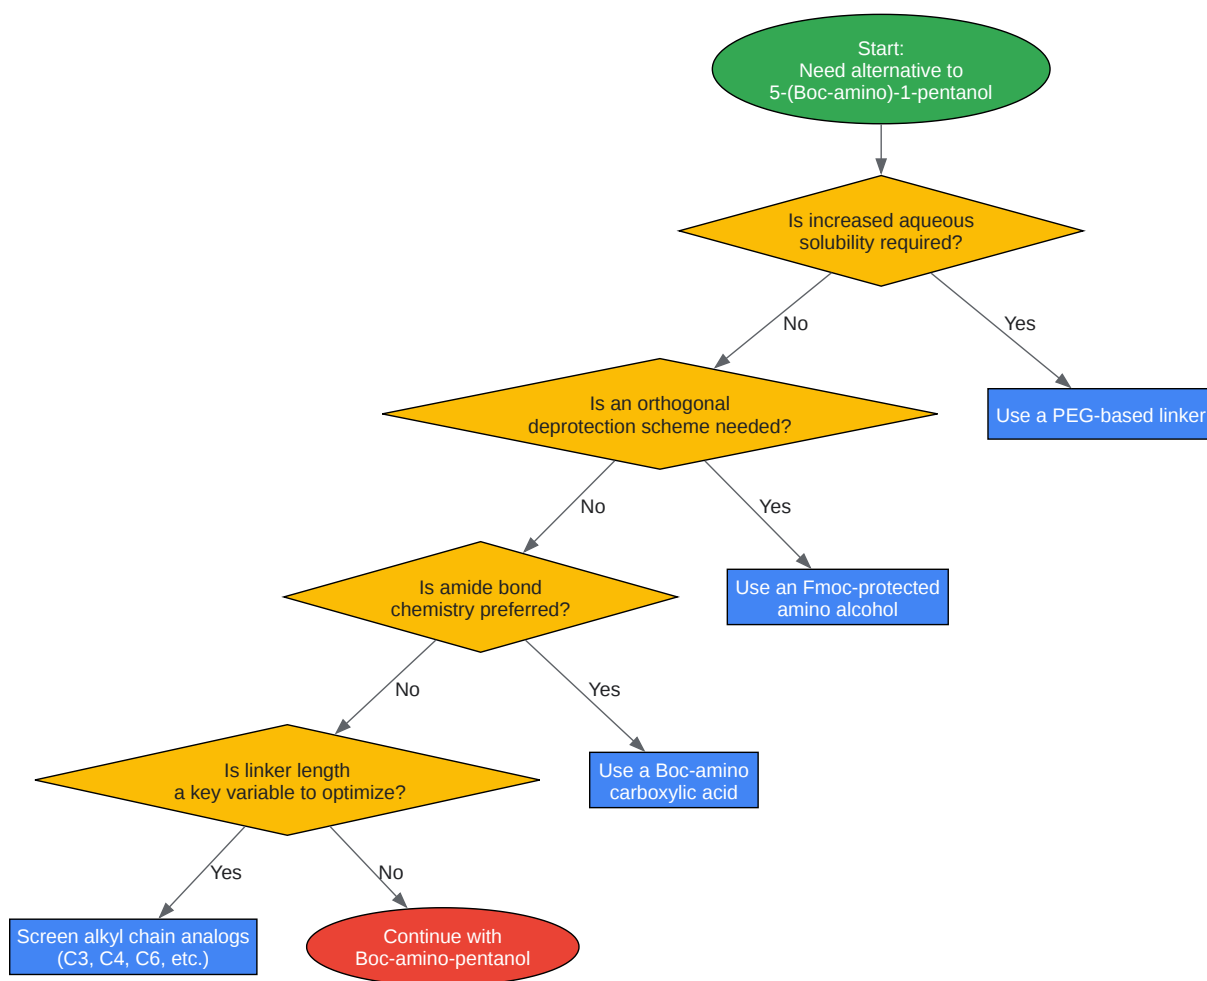 Start:
Need alternative to
5-(Boc-amino)-1-pentanol
Is increased aqueous
solubility required?
No
Yes
Is an orthogonal
deprotection scheme needed?
Use a PEG-based linker
No
Yes
Is amide bond
chemistry preferred?
Use an Fmoc-protected
amino alcohol
No
Yes
Is linker length
a key variable to optimize?
Use a Boc-amino
carboxylic acid
Yes
No
Screen alkyl chain analogs
(C3, C4, C6, etc.)
Continue with
Boc-amino-pentanol